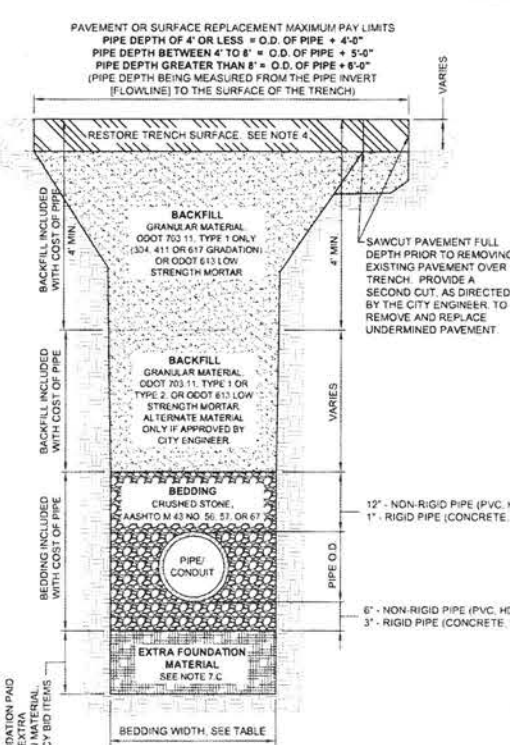 PAVEMENT OR SURFACE REPLACEMENT MAXIMUM PAY LIMITS
PIPE DEPTH OF 4' OR LESS = O.D. OF PIPE + 4'-0"
PIPE DEPTH BETWEEN 4' TO 8' = O.D. OF PIPE + 5'-0"
PIPE DEPTH GREATER THAN 8' = O.D. OF PIPE + 6'-0"
(PIPE DEPTH BEING MEASURED FROM THE PIPE INVERT
[FLOWLINE] TO THE SURFACE OF THE TRENCH)
VARIES
RESTORE TRENCH SURFACE. SEE NOTE 4
BACKFILL INCLUDED
WITH COST OF PIPE
4' MIN.
BACKFILL
GRANULAR MATERIAL
ODOT 703.11, TYPE 1 ONLY
(304, 411 OR 617 GRADATION)
OR ODOT 613 LOW
STRENGTH MORTAR
4' MIN.
SAWCUT PAVEMENT FULL
DEPTH PRIOR TO REMOVING
EXISTING PAVEMENT OVER
TRENCH. PROVIDE A
SECOND CUT, AS DIRECTED
BY THE CITY ENGINEER, TO
REMOVE AND REPLACE
UNDERMINED PAVEMENT.
BACKFILL INCLUDED
WITH COST OF PIPE
BACKFILL
GRANULAR MATERIAL
ODOT 703.11, TYPE 1 OR
TYPE 2, OR ODOT 613 LOW
STRENGTH MORTAR.
ALTERNATE MATERIAL
ONLY IF APPROVED BY
CITY ENGINEER.
VARIES
BEDDING INCLUDED
WITH COST OF PIPE
BEDDING
CRUSHED STONE,
AASHTO M 43 NO. 56, 57, OR 67
12" - NON-RIGID PIPE (PVC, H
1" - RIGID PIPE (CONCRETE,
PIPE/
CONDUIT
PIPE O.D.
6" - NON-RIGID PIPE (PVC, HD
3" - RIGID PIPE (CONCRETE,
EXTRA FOUNDATION
MATERIAL
SEE NOTE 7.C
DATION PAID
EXTRA
N MATERIAL,
CY BID ITEMS
BEDDING WIDTH, SEE TABLE